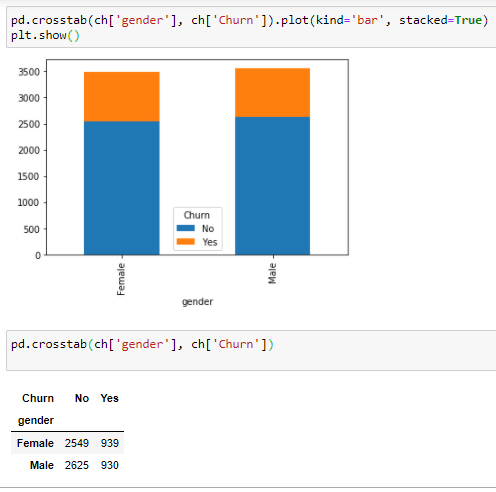 pd.crosstab(ch['gender'], ch['Churn']).plot(kind='bar', stacked=True)
plt.show()
3500
3000
2500
2000
1500
1000
500
0
Churn
No
Yes
Female
Male
gender
pd.crosstab(ch['gender'], ch['Churn'])
Churn No Yes
gender
Female 2549 939
Male 2625 930